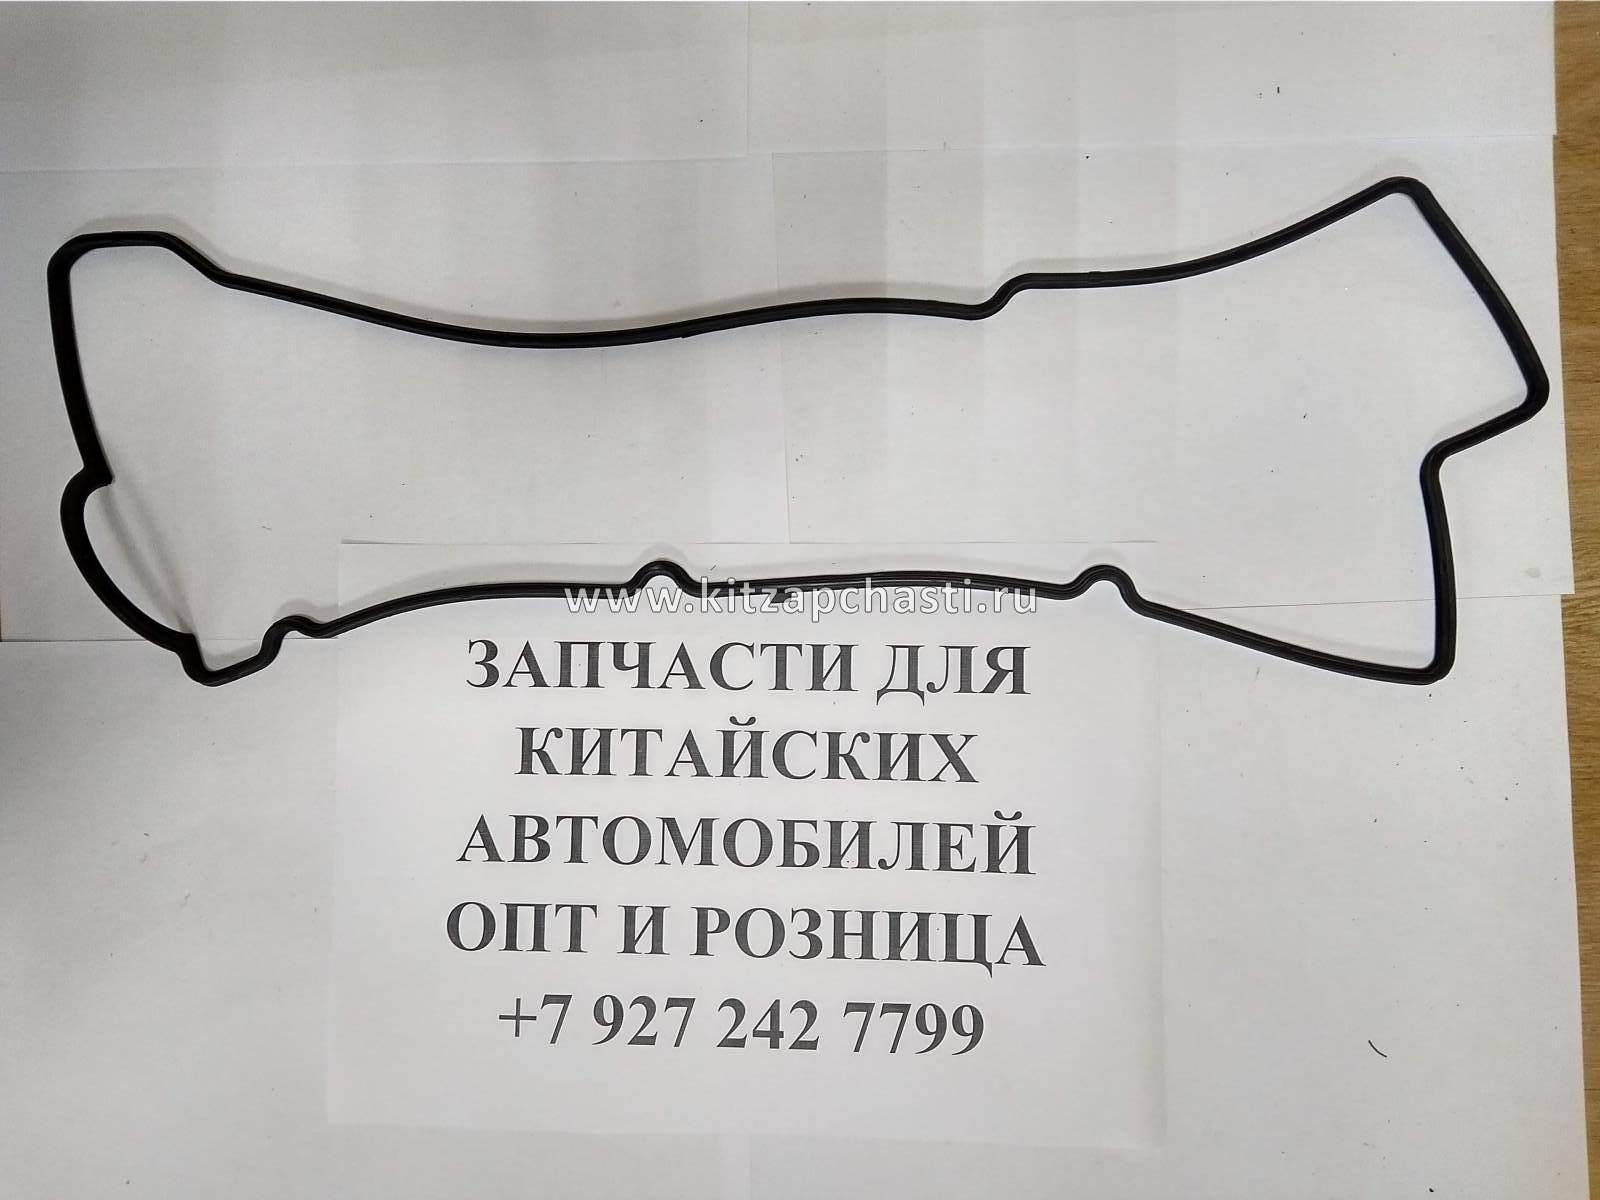 www.kitzapchasti.ru
ЗАПЧАСТИ ДЛЯ
КИТАЙСКИХ
АВТОМОБИЛЕЙ
ОПТ И РОЗНИЦА
+7 927 242 7799